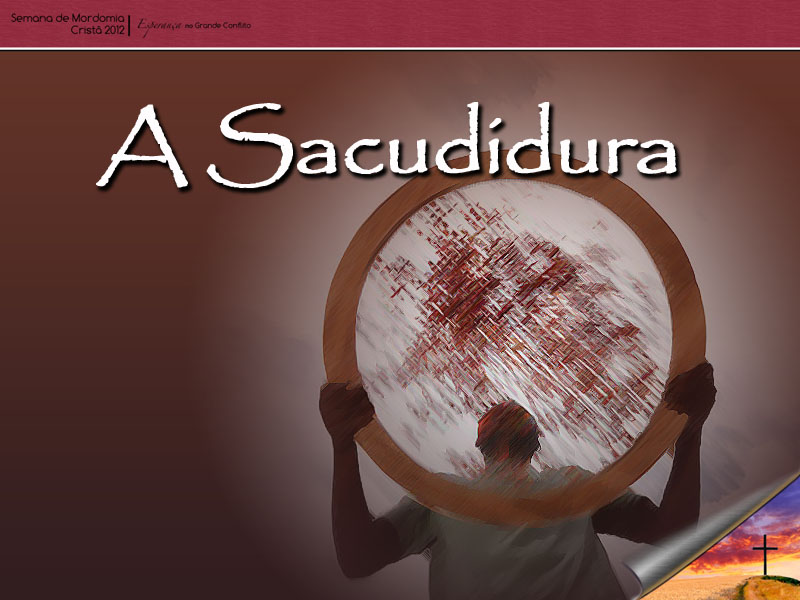 Semana de Mordomia
Cristã 2012
Esperança no Grande Conflito
A Sacudidura